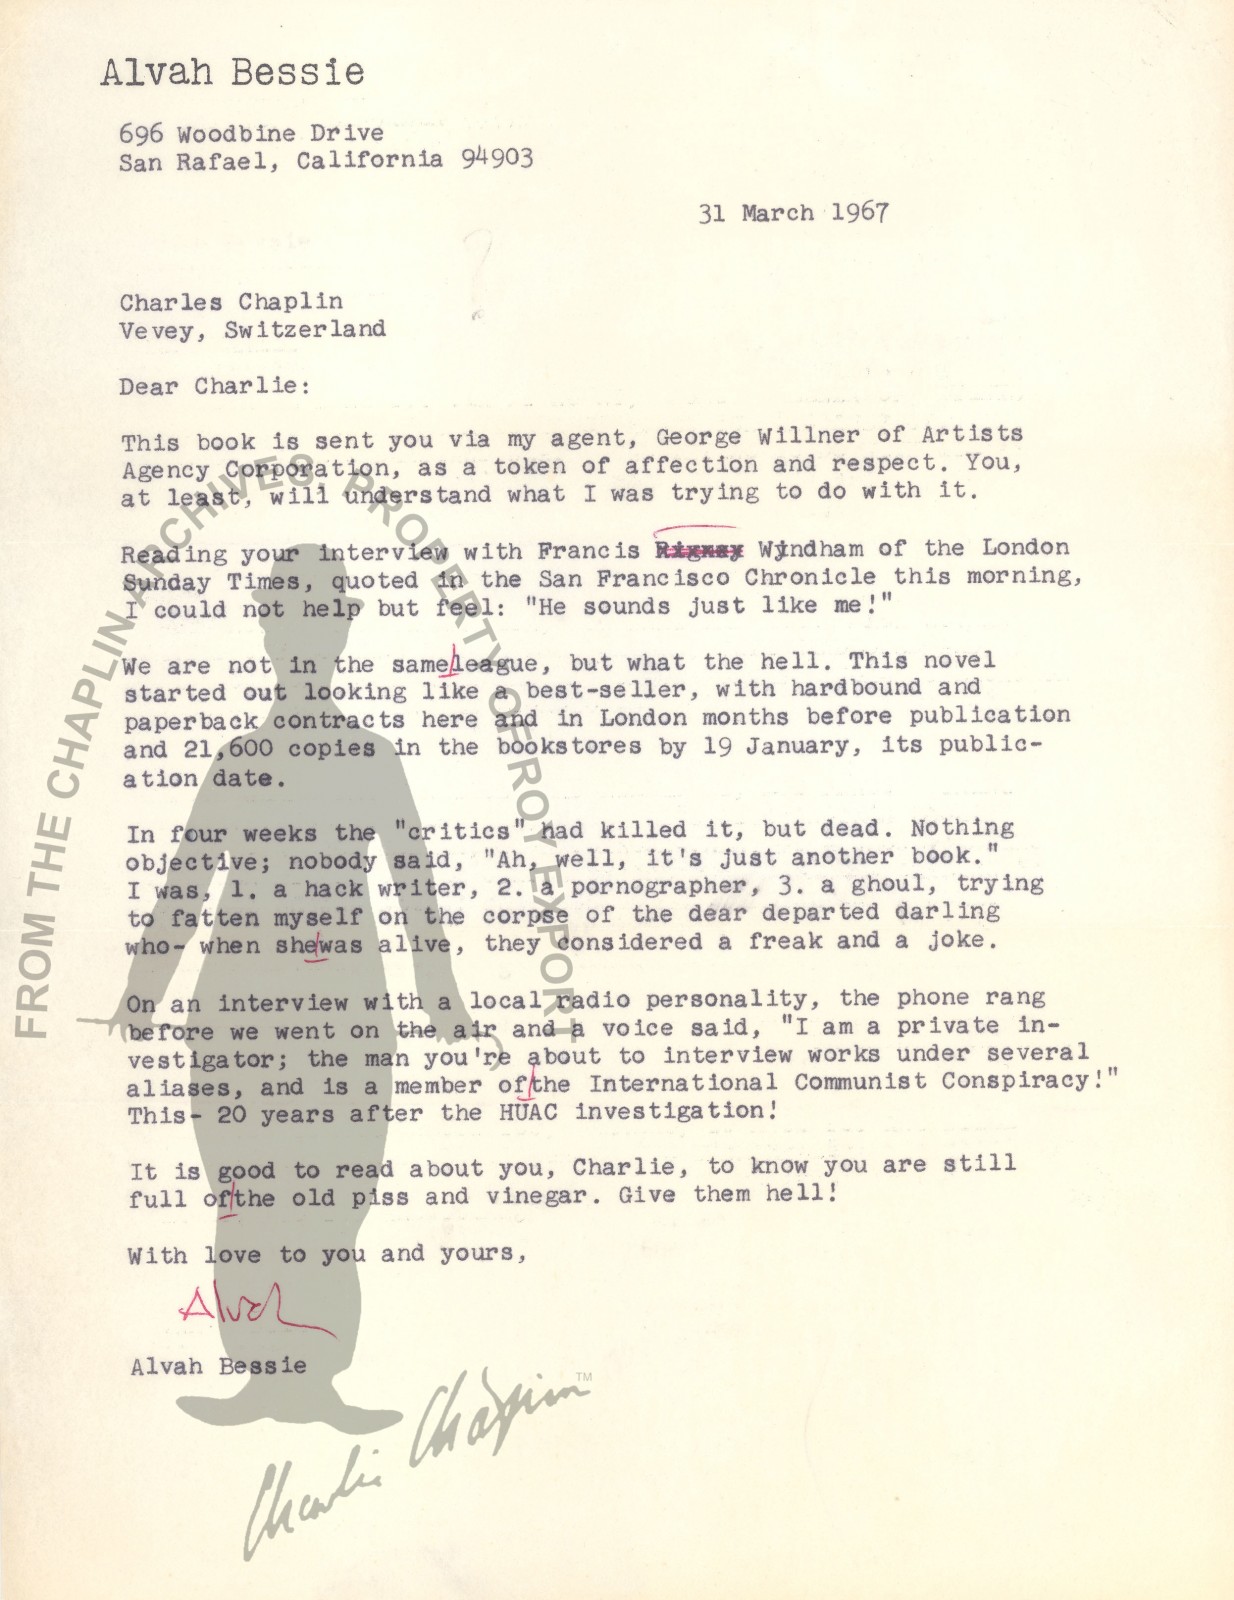 Alvah Bessie
696 Woodbine Drive
San Rafael, California 94903
31 March 1967
?
Charles Chaplin
Vevey, Switzerland
Dear Charlie:
This book is sent you via my agent, George Willner of Artists
Agency Corporation, as a token of affection and respect. You,
at least, will understand what I was trying to do with it.
Reading your interview with Francis Wyndham of the London
Sunday Times, quoted in the San Francisco Chronicle this morning,
I could not help but feel: "He sounds just like me!"
We are not in the same league, but what the hell. This novel
started out looking like a best-seller, with hardbound and
paperback contracts here and in London months before publication
and 21,600 copies in the bookstores by 19 January, its public-
ation date.
In four weeks the "critics" had killed it, but dead. Nothing
objective; nobody said, "Ah, well, it's just another book."
I was, 1. a hack writer, 2. a pornographer, 3. a ghoul, trying
to fatten myself on the corpse of the dear departed darling
who- when she was alive, they considered a freak and a joke.
On an interview with a local radio personality, the phone rang
before we went on the air and a voice said, "I am a private in-
vestigator; the man you're about to interview works under several
aliases, and is a member of the International Communist Conspiracy!"
This- 20 years after the HUAC investigation!
It is good to read about you, Charlie, to know you are still
full of the old piss and vinegar. Give them hell!
With love to you and yours,
Alvah
Alvah Bessie
FROM THE CHAPLIN ARCHIVES, PROPERTY OF ROY EXPORT
Charlie Chaplin™